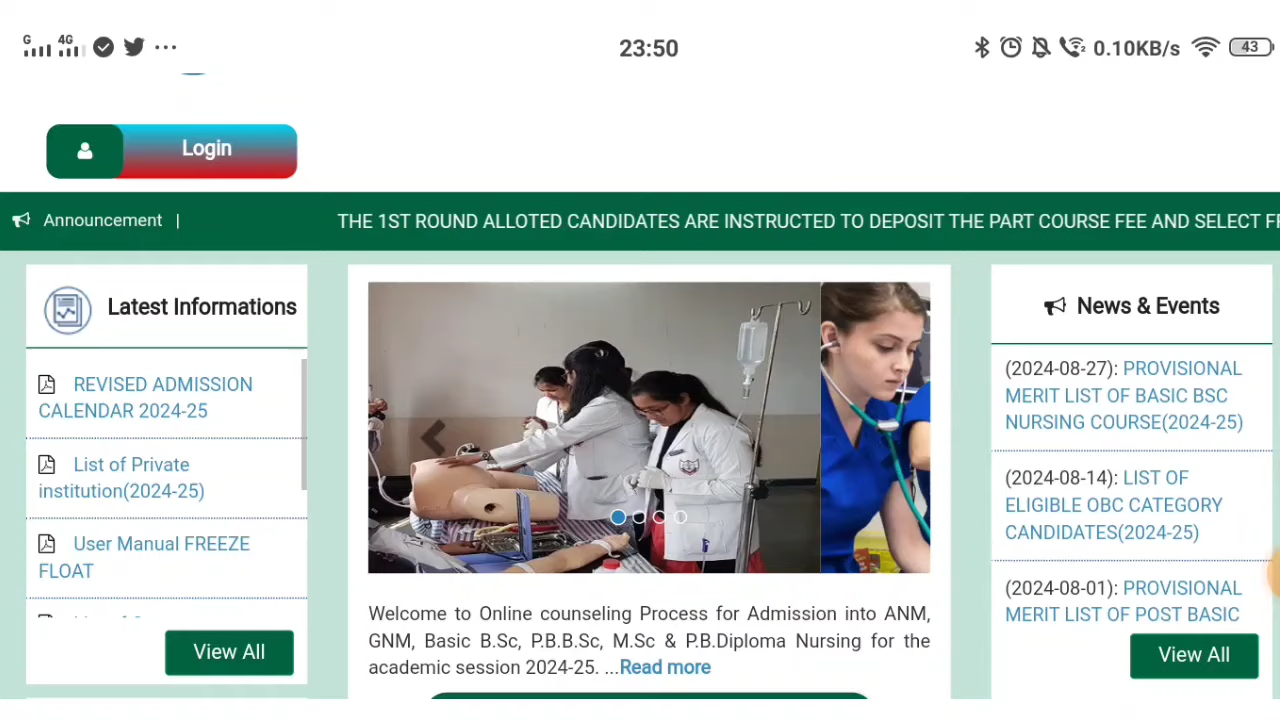 G 4G 23:50 2 0.10KB/s 43
Login
Announcement |
THE 1ST ROUND ALLOTED CANDIDATES ARE INSTRUCTED TO DEPOSIT THE PART COURSE FEE AND SELECT
Latest Informations
REVISED ADMISSION
CALENDAR 2024-25
List of Private
institution(2024-25)
User Manual FREEZE
FLOAT
View All
Welcome to Online counseling Process for Admission into ANM,
GNM, Basic B.Sc, P.B.B.Sc, M.Sc & P.B.Diploma Nursing for the
academic session 2024-25. ...Read more
News & Events
(2024-08-27): PROVISIONAL
MERIT LIST OF BASIC BSC
NURSING COURSE(2024-25)
(2024-08-14): LIST OF
ELIGIBLE OBC CATEGORY
CANDIDATES(2024-25)
(2024-08-01): PROVISIONAL
MERIT LIST OF POST BASIC
View All